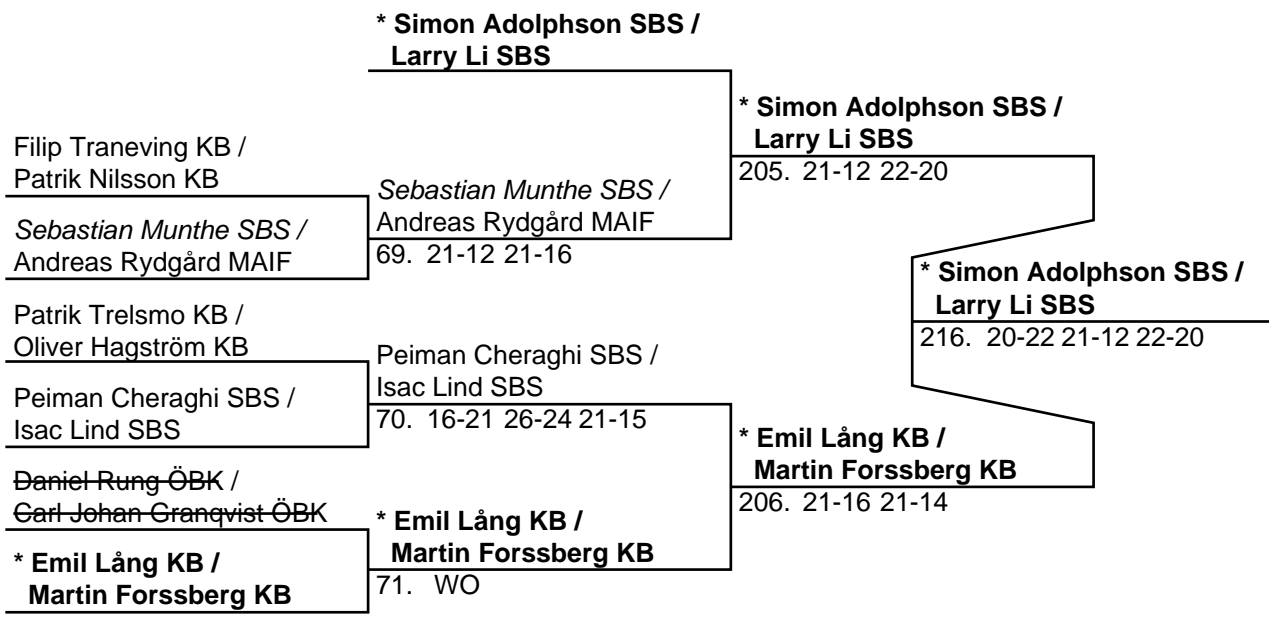 * Simon Adolphson SBS /
Larry Li SBS
* Simon Adolphson SBS /
Larry Li SBS
205. 21-12 22-20
Filip Traneving KB /
Patrik Nilsson KB
Sebastian Munthe SBS /
Andreas Rydgård MAIF
69. 21-12 21-16
Sebastian Munthe SBS /
Andreas Rydgård MAIF
* Simon Adolphson SBS /
Larry Li SBS
216. 20-22 21-12 22-20
Patrik Trelsmo KB /
Oliver Hagström KB
Peiman Cheraghi SBS /
Isac Lind SBS
70. 16-21 26-24 21-15
Peiman Cheraghi SBS /
Isac Lind SBS
* Emil Lång KB /
Martin Forssberg KB
206. 21-16 21-14
Daniel Rung ÖBK /
Carl Johan Granqvist ÖBK
* Emil Lång KB /
Martin Forssberg KB
71. WO
* Emil Lång KB /
Martin Forssberg KB